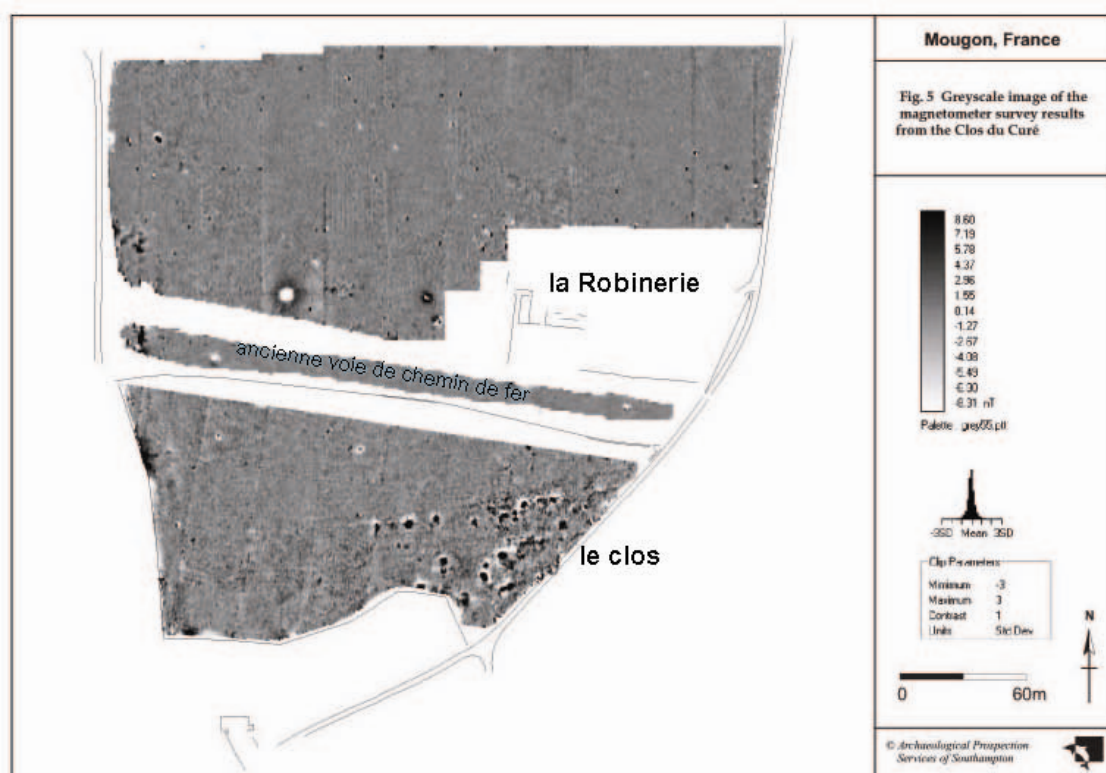 Mougon, France
Fig. 5 Greyscale image of the
magnetometer survey results
from the Clos du Curé
la Robinerie
ancienne voie de chemin de fer
le clos
8.60
7.19
5.78
4.37
2.96
1.55
0.14
-1.27
-2.67
-4.08
-5.49
-6.90
-8.31 nT
Palette : grey55.plt
-3SD Mean 3SD
Clip Parameters
Minimum -3
Maximum 3
Contrast 1
Units Std Dev
N
0 60m
© Archaeological Prospection
Services of Southampton